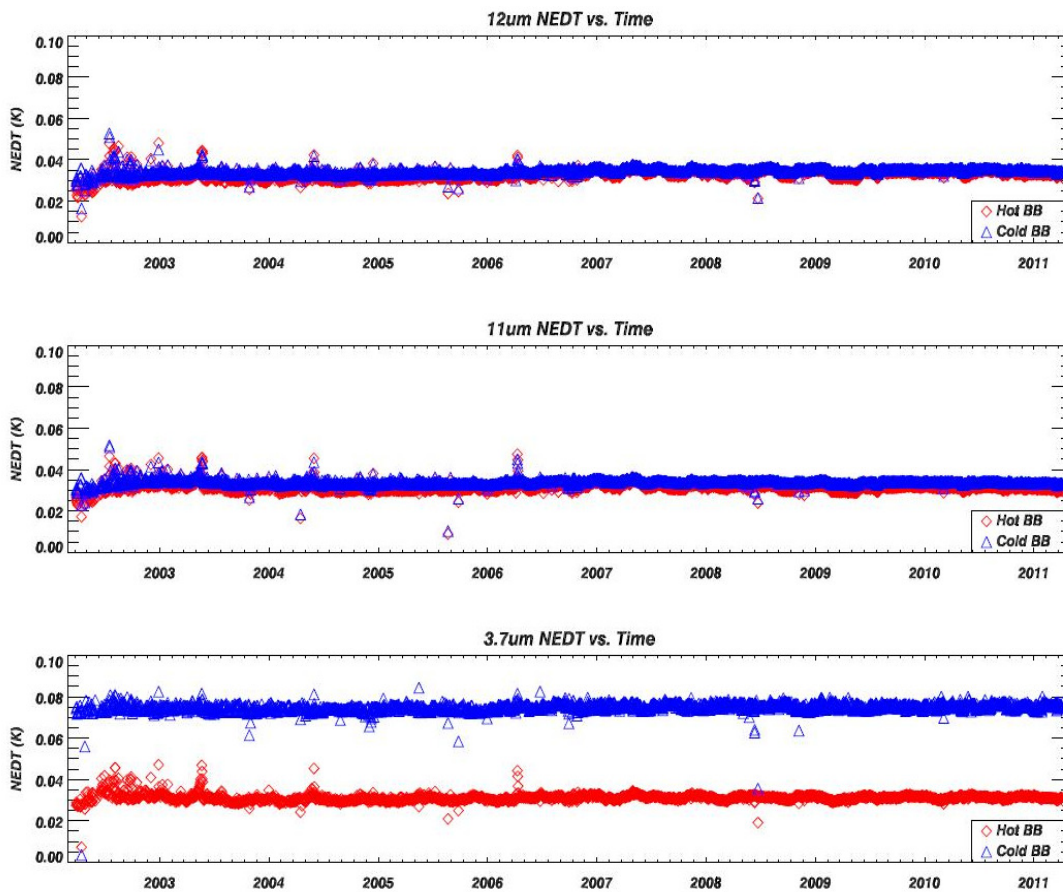 12um NEDT vs. Time
0.10
0.08
0.06
0.04
0.02
0.00
NEDT (K)
Hot BB
Cold BB
2003 2004 2005 2006 2007 2008 2009 2010 2011
11um NEDT vs. Time
0.10
0.08
0.06
0.04
0.02
0.00
NEDT (K)
Hot BB
Cold BB
2003 2004 2005 2006 2007 2008 2009 2010 2011
3.7um NEDT vs. Time
0.10
0.08
0.06
0.04
0.02
0.00
NEDT (K)
Hot BB
Cold BB
2003 2004 2005 2006 2007 2008 2009 2010 2011